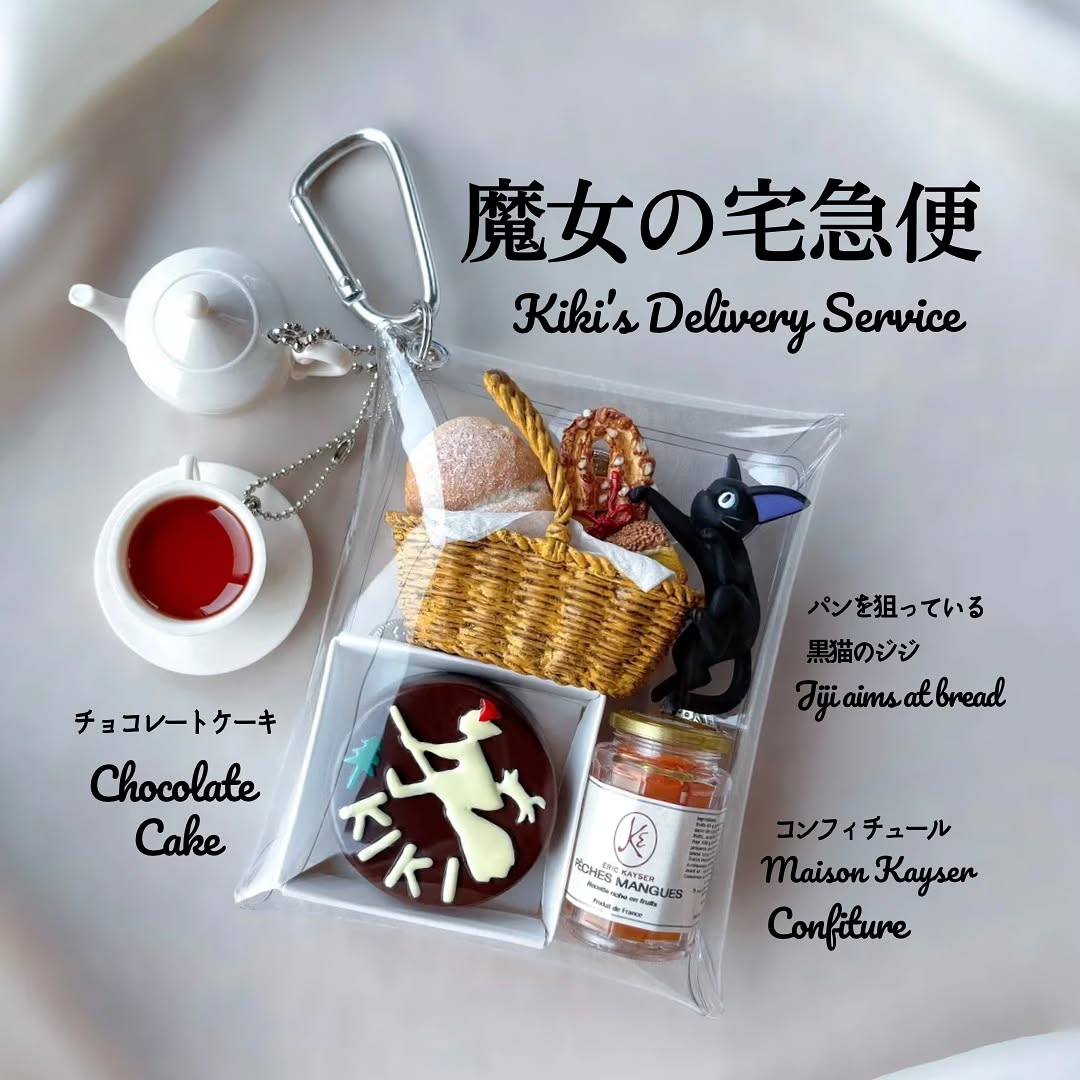 魔女の宅急便
Kiki's Delivery Service
パンを狙っている
黒猫のジジ
Jiji aims at bread
チョコレートケーキ
Chocolate
Cake
KIKI
KE
ERIC KAYSER
PÊCHES MANGUES
Recette riche en fruits
Produit de France
コンフィチュール
Maison Kayser
Confiture